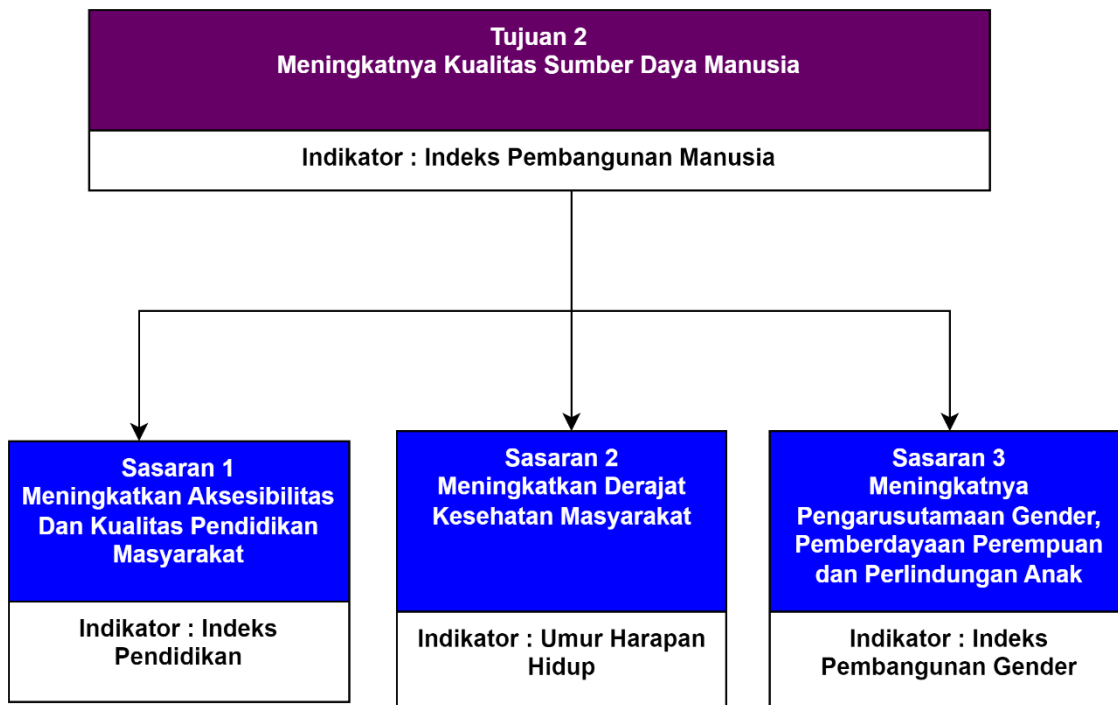 Tujuan 2
Meningkatnya Kualitas Sumber Daya Manusia
Indikator : Indeks Pembangunan Manusia
Sasaran 1
Meningkatkan Aksesibilitas
Dan Kualitas Pendidikan
Masyarakat
Indikator : Indeks
Pendidikan
Sasaran 2
Meningkatkan Derajat
Kesehatan Masyarakat
Indikator : Umur Harapan
Hidup
Sasaran 3
Meningkatnya
Pengarusutamaan Gender,
Pemberdayaan Perempuan
dan Perlindungan Anak
Indikator : Indeks
Pembangunan Gender